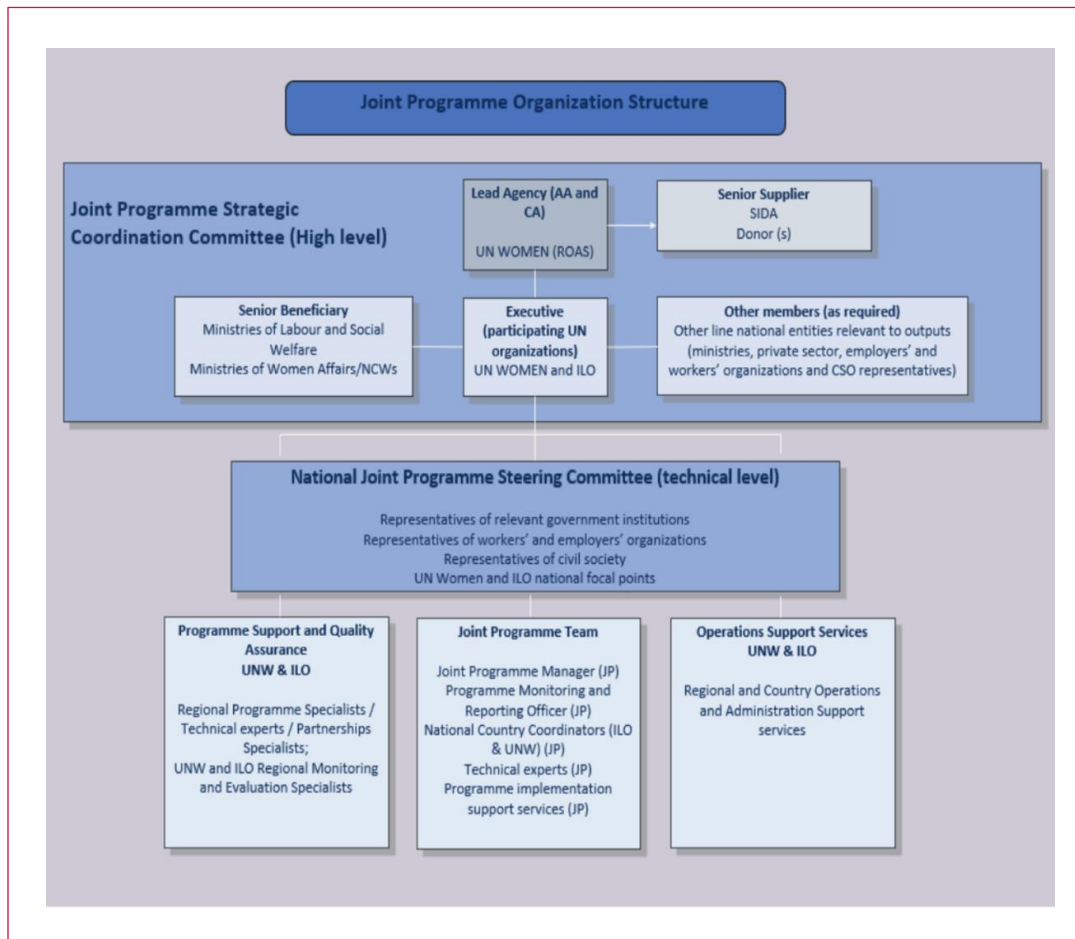 Joint Programme Organization Structure
Joint Programme Strategic
Coordination Committee (High level)
Lead Agency (AA and
CA)
UN WOMEN (ROAS)
Senior Supplier
SIDA
Donor (s)
Senior Beneficiary
Ministries of Labour and Social
Welfare
Ministries of Women Affairs/NCWs
Executive
(participating UN
organizations)
UN WOMEN and ILO
Other members (as required)
Other line national entities relevant to outputs
(ministries, private sector, employers’ and
workers’ organizations and CSO representatives)
National Joint Programme Steering Committee (technical level)
Representatives of relevant government institutions
Representatives of workers’ and employers’ organizations
Representatives of civil society
UN Women and ILO national focal points
Programme Support and Quality
Assurance
UNW & ILO
Regional Programme Specialists /
Technical experts / Partnerships
Specialists;
UNW and ILO Regional Monitoring
and Evaluation Specialists
Joint Programme Team
Joint Programme Manager (JP)
Programme Monitoring and
Reporting Officer (JP)
National Country Coordinators (ILO
& UNW) (JP)
Technical experts (JP)
Programme implementation
support services (JP)
Operations Support Services
UNW & ILO
Regional and Country Operations
and Administration Support
services